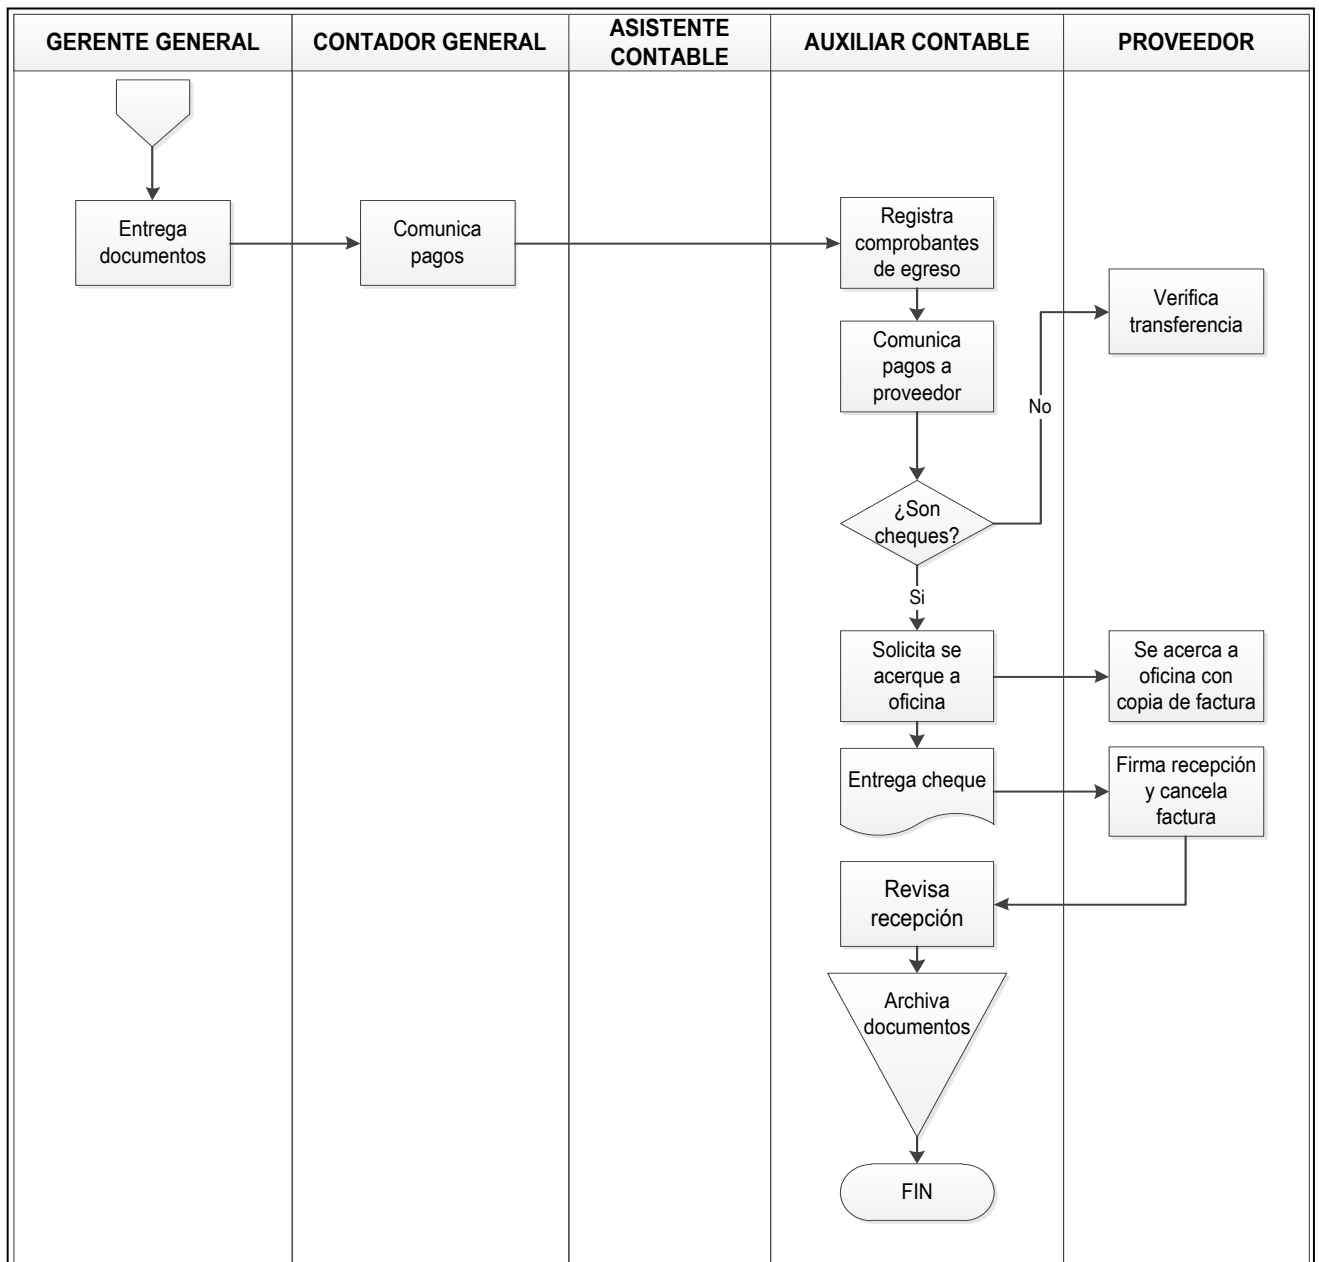 GERENTE GENERAL
CONTADOR GENERAL
ASISTENTE
CONTABLE
AUXILIAR CONTABLE
PROVEEDOR
Entrega
documentos
Comunica
pagos
Registra
comprobantes
de egreso
Verifica
transferencia
Comunica
pagos a
proveedor
No
¿Son
cheques?
Si
Solicita se
acerque a
oficina
Se acerca a
oficina con
copia de factura
Entrega cheque
Firma recepción
y cancela
factura
Revisa
recepción
Archiva
documentos
FIN